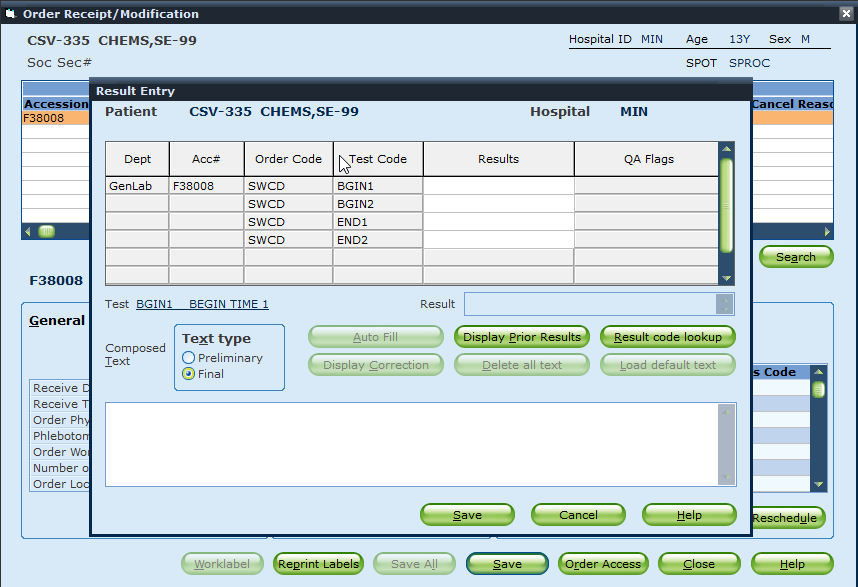 Order Receipt/Modification
CSV-335 CHEMS,SE-99
Hospital ID MIN Age 13Y Sex M
Soc Sec#
SPOT SPROC
Accession
Cancel Reaso
F38008
Result Entry
Patient CSV-335 CHEMS,SE-99 Hospital MIN
Dept Acc# Order Code Test Code Results QA Flags
GenLab F38008 SWCD BGIN1
SWCD BGIN2
SWCD END1
SWCD END2
Search
F38008
Test BGIN1 BEGIN TIME 1 Result
General
Text type
Auto Fill Display Prior Results Result code lookup
Composed Text
Preliminary
Final
Display Correction Delete all text Load default text
s Code
Receive D
Receive T
Order Phy
Phlebotom
Order Wor
Number o
Order Loc
Save Cancel Help
Reschedule
Worklabel Reprint Labels Save All Save Order Access Close Help